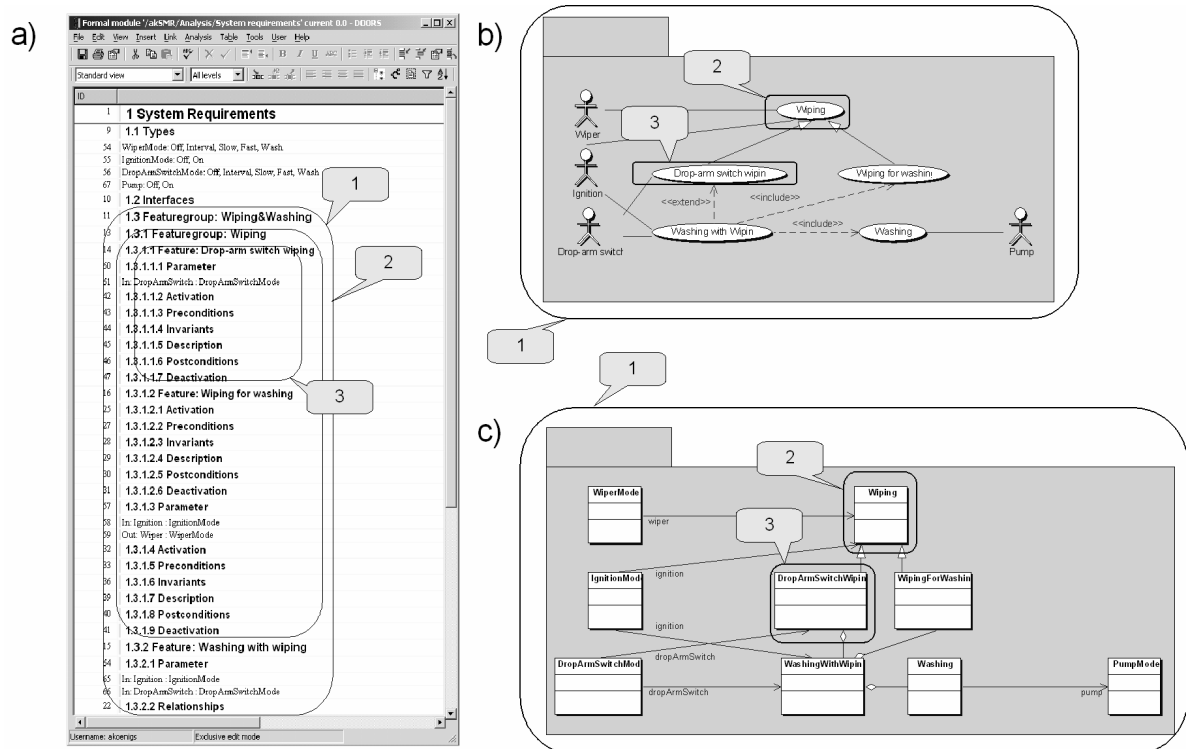 a)
Formal module '/akSMR/Analysis/System requirements' current 0.0 - DOORS
File Edit View Insert Link Analysis Table Tools User Help
Standard view All levels
ID
1 1 System Requirements
9 1.1 Types
54 WiperMode: Off, Interval, Slow, Fast, Wash
55 IgnitionMode: Off, On
56 DropArmSwitchMode: Off, Interval, Slow, Fast, Wash
67 Pump: Off, On
10 1.2 Interfaces
11 1.3 Featuregroup: Wiping&Washing
13 1.3.1 Featuregroup: Wiping
14 1.3.1.1 Feature: Drop-arm switch wiping
60 1.3.1.1.1 Parameter
61 In: DropArmSwitch : DropArmSwitchMode
42 1.3.1.1.2 Activation
43 1.3.1.1.3 Preconditions
44 1.3.1.1.4 Invariants
45 1.3.1.1.5 Description
46 1.3.1.1.6 Postconditions
47 1.3.1.1.7 Deactivation
16 1.3.1.2 Feature: Wiping for washing
25 1.3.1.2.1 Activation
27 1.3.1.2.2 Preconditions
28 1.3.1.2.3 Invariants
29 1.3.1.2.4 Description
30 1.3.1.2.5 Postconditions
31 1.3.1.2.6 Deactivation
57 1.3.1.3 Parameter
58 In: Ignition : IgnitionMode
59 Out: Wiper : WiperMode
32 1.3.1.4 Activation
33 1.3.1.5 Preconditions
36 1.3.1.6 Invariants
39 1.3.1.7 Description
40 1.3.1.8 Postconditions
41 1.3.1.9 Deactivation
15 1.3.2 Feature: Washing with wiping
64 1.3.2.1 Parameter
65 In: Ignition : IgnitionMode
66 In: DropArmSwitch : DropArmSwitchMode
22 1.3.2.2 Relationships
Username: akoenigs Exclusive edit mode
1
2
3
b)
2
Wiping
Wiper
3
Drop-arm switch wipin
Wiping for washin
Ignition
<<extend>>
<<include>>
<<include>>
Washing with Wipin
Washing
Drop-arm switch
Pump
1
1
c)
2
WiperMode
Wiping
wiper
3
ignition
IgnitionMode
DropArmSwitchWipin
WipingForWashin
ignition
dropArmSwitch
DropArmSwitchMod
WashingWithWipin
Washing
PumpMode
dropArmSwitch
pump